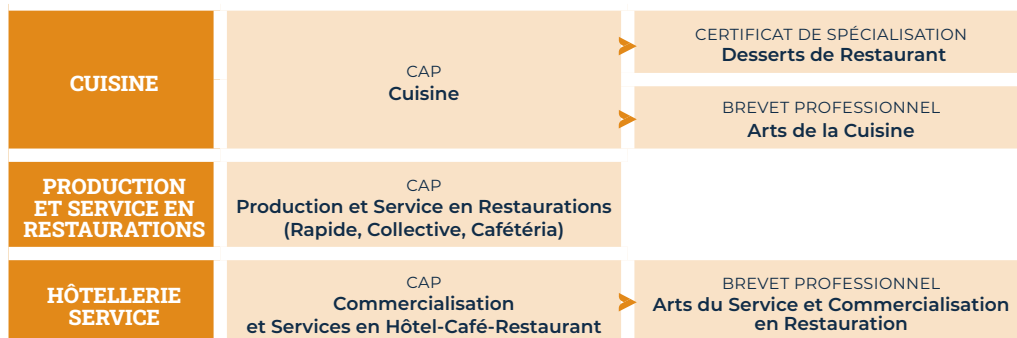 CUISINE
CAP
Cuisine
CERTIFICAT DE SPÉCIALISATION
Desserts de Restaurant
BREVET PROFESSIONNEL
Arts de la Cuisine
PRODUCTION
ET SERVICE EN
RESTAURATIONS
CAP
Production et Service en Restaurations
(Rapide, Collective, Cafétéria)
HÔTELLERIE
SERVICE
CAP
Commercialisation
et Services en Hôtel-Café-Restaurant
BREVET PROFESSIONNEL
Arts du Service et Commercialisation
en Restauration